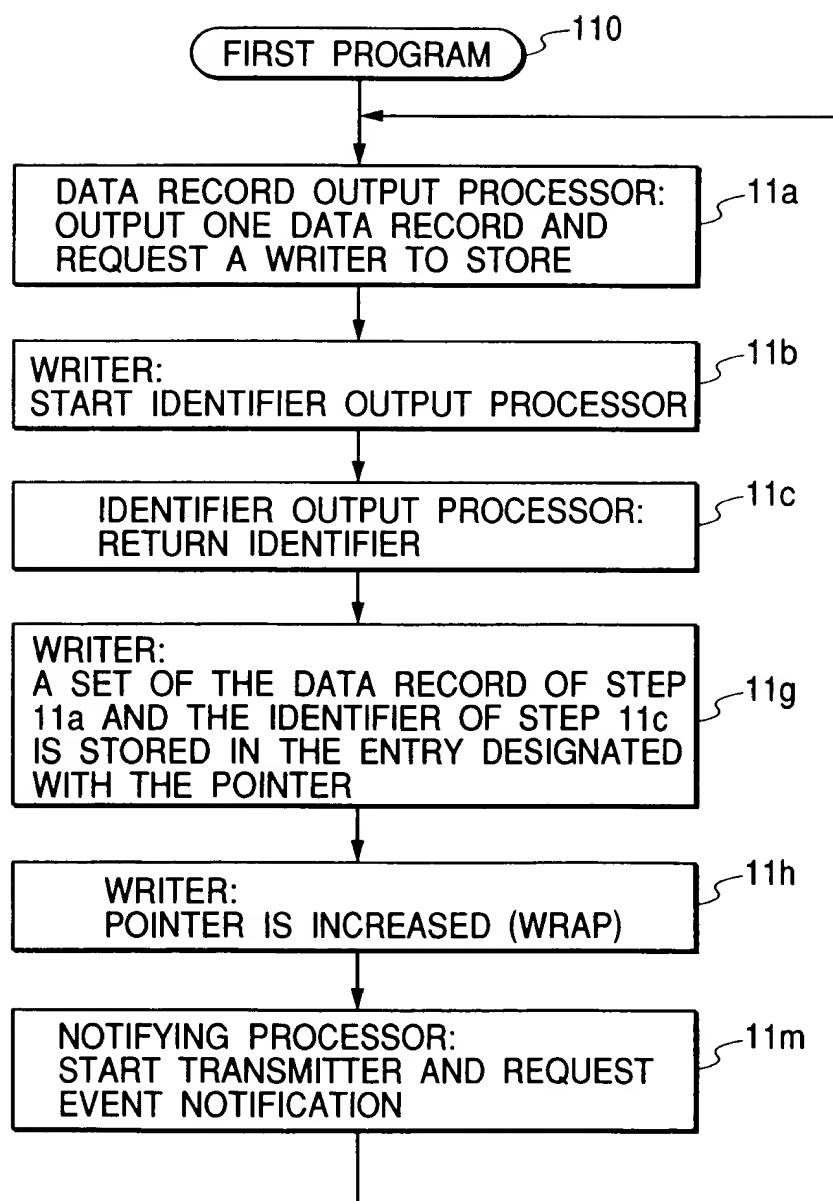 FIRST PROGRAM
110
DATA RECORD OUTPUT PROCESSOR:
OUTPUT ONE DATA RECORD AND
REQUEST A WRITER TO STORE
11a
WRITER:
START IDENTIFIER OUTPUT PROCESSOR
11b
IDENTIFIER OUTPUT PROCESSOR:
RETURN IDENTIFIER
11c
WRITER:
A SET OF THE DATA RECORD OF STEP
11a AND THE IDENTIFIER OF STEP 11c
IS STORED IN THE ENTRY DESIGNATED
WITH THE POINTER
11g
WRITER:
POINTER IS INCREASED (WRAP)
11h
NOTIFYING PROCESSOR:
START TRANSMITTER AND REQUEST
EVENT NOTIFICATION
11m